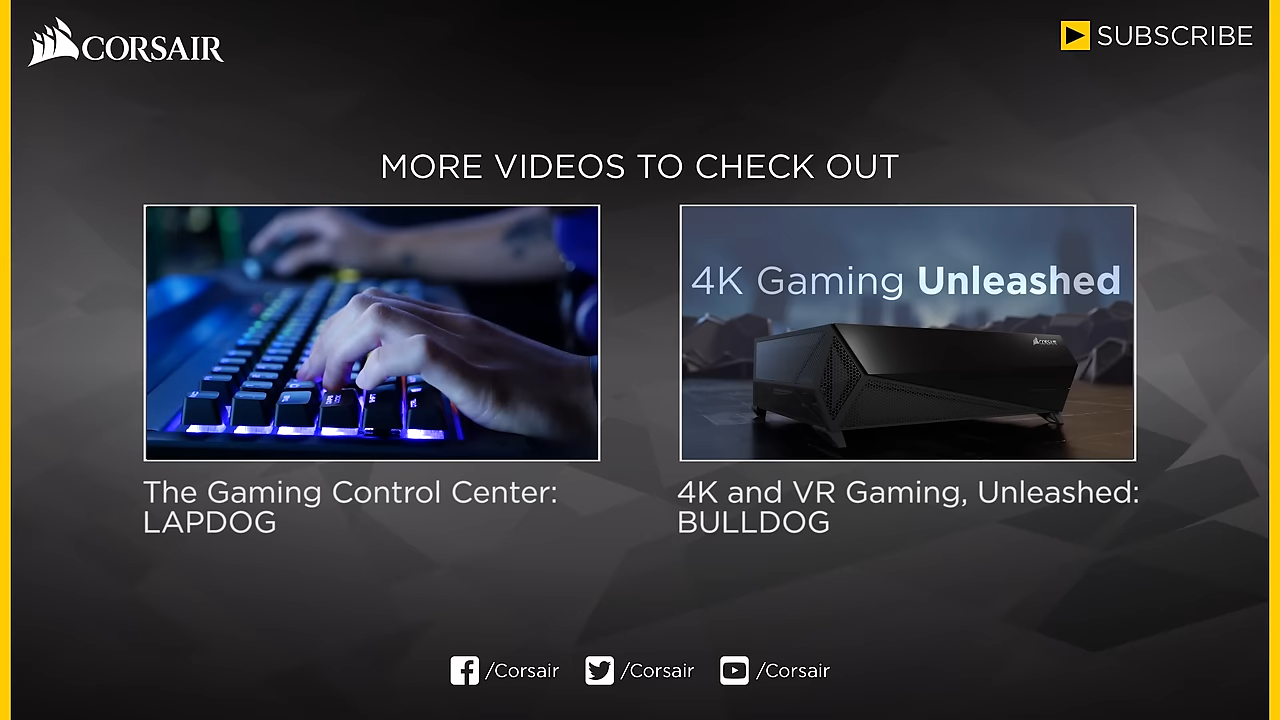 CORSAIR
SUBSCRIBE
MORE VIDEOS TO CHECK OUT
4K Gaming Unleashed
CORSAIR
The Gaming Control Center:
LAPDOG
4K and VR Gaming, Unleashed:
BULLDOG
/Corsair
/Corsair
/Corsair